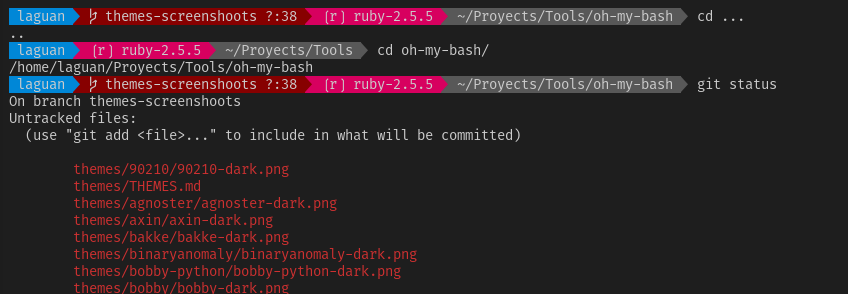 laguan  themes-screenshoots ?:38  (r) ruby-2.5.5  ~/Proyects/Tools/oh-my-bash  cd ...
..
laguan  (r) ruby-2.5.5  ~/Proyects/Tools  cd oh-my-bash/
/home/laguan/Proyects/Tools/oh-my-bash
laguan  themes-screenshoots ?:38  (r) ruby-2.5.5  ~/Proyects/Tools/oh-my-bash  git status
On branch themes-screenshoots
Untracked files:
  (use "git add <file>..." to include in what will be committed)
themes/90210/90210-dark.png
themes/THEMES.md
themes/agnoster/agnoster-dark.png
themes/axin/axin-dark.png
themes/bakke/bakke-dark.png
themes/binaryanomaly/binaryanomaly-dark.png
themes/bobby-python/bobby-python-dark.png
themes/bobby/bobby-dark.png